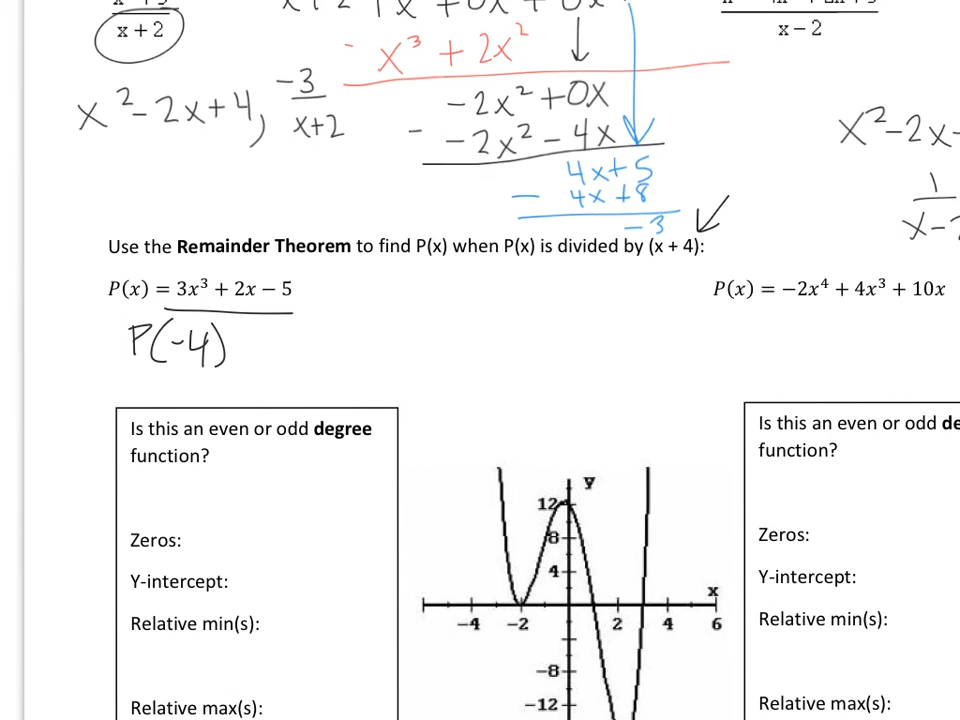 x + 2
x - 2
x³ + 2x²
-2x² + 0x
x² - 2x + 4, -3/x+2
- -2x² - 4x
4x + 5
- 4x + 8
-3
x² - 2x -
1
x -
Use the Remainder Theorem to find P(x) when P(x) is divided by (x + 4):
P(x) = 3x³ + 2x − 5
P(x) = −2x⁴ + 4x³ + 10x
P(-4)
Is this an even or odd degree
function?
Zeros:
Y-intercept:
Relative min(s):
Relative max(s):
y
12
8
4
x
-4 -2 2 4 6
-8
-12
Is this an even or odd de
function?
Zeros:
Y-intercept:
Relative min(s):
Relative max(s):